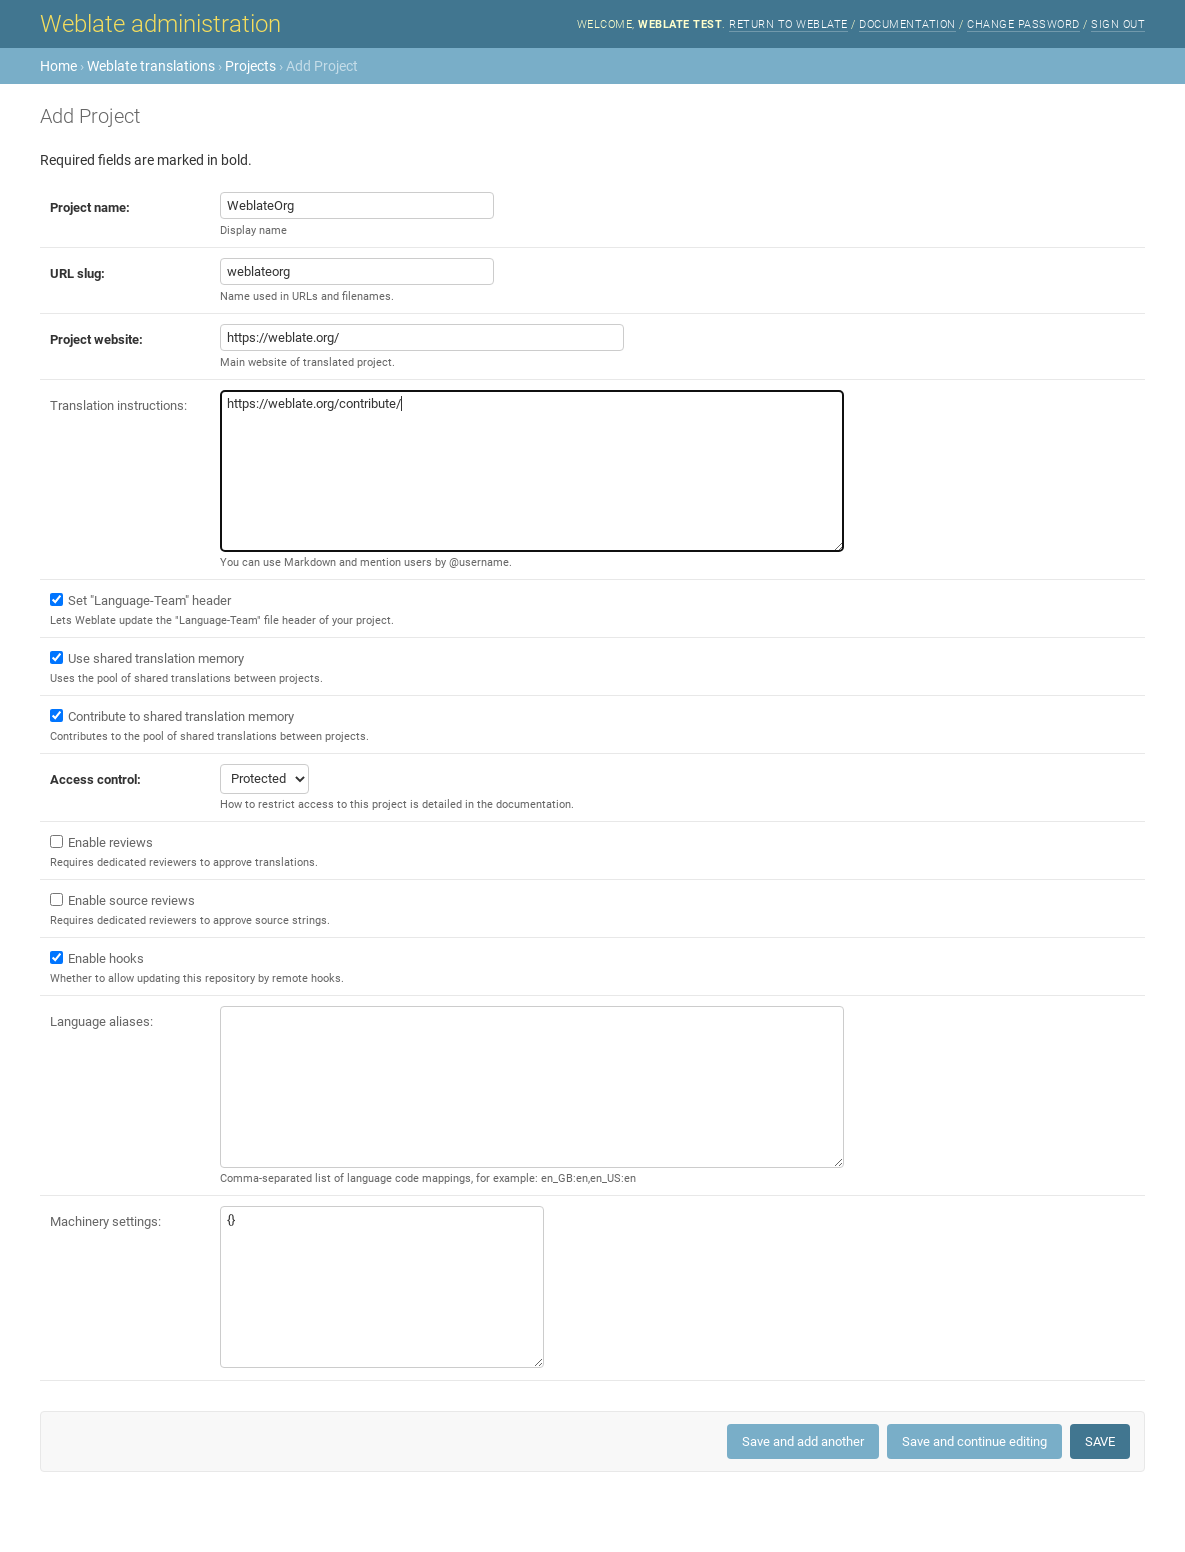 Weblate administration
WELCOME, WEBLATE TEST. RETURN TO WEBLATE / DOCUMENTATION / CHANGE PASSWORD / SIGN OUT
Home › Weblate translations › Projects › Add Project
Add Project
Required fields are marked in bold.
Project name:
WeblateOrg
Display name
URL slug:
weblateorg
Name used in URLs and filenames.
Project website:
https://weblate.org/
Main website of translated project.
Translation instructions:
https://weblate.org/contribute/
You can use Markdown and mention users by @username.
Set "Language-Team" header
Lets Weblate update the "Language-Team" file header of your project.
Use shared translation memory
Uses the pool of shared translations between projects.
Contribute to shared translation memory
Contributes to the pool of shared translations between projects.
Access control:
Protected
How to restrict access to this project is detailed in the documentation.
Enable reviews
Requires dedicated reviewers to approve translations.
Enable source reviews
Requires dedicated reviewers to approve source strings.
Enable hooks
Whether to allow updating this repository by remote hooks.
Language aliases:
Comma-separated list of language code mappings, for example: en_GB:en,en_US:en
Machinery settings:
{}
Save and add another
Save and continue editing
SAVE